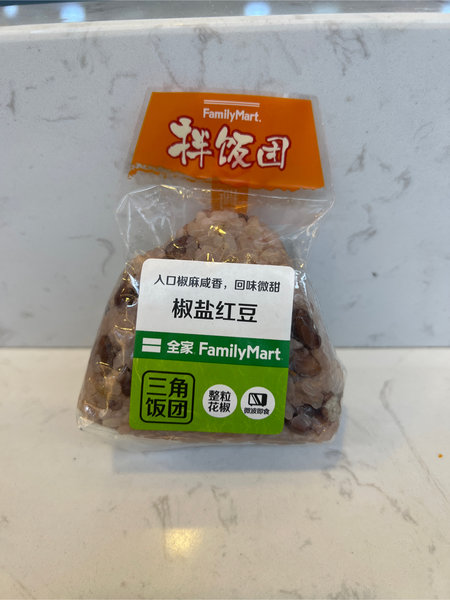 FamilyMart.
拌饭团
入口椒麻咸香，回味微甜
椒盐红豆
全家 FamilyMart
三角
饭团
整粒
花椒
微波即食